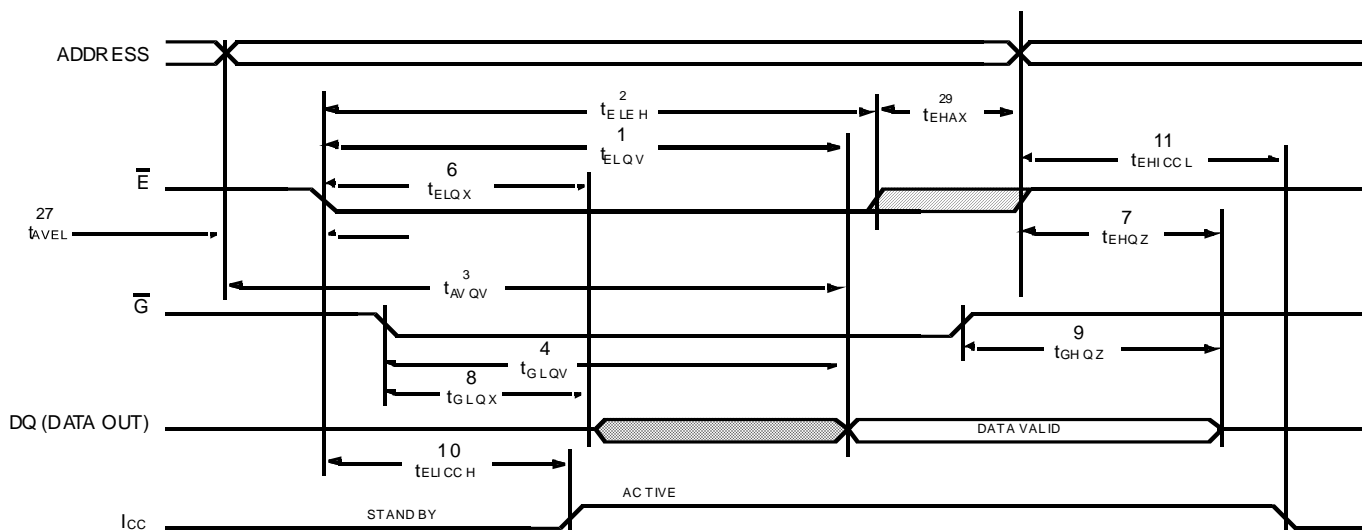 ADDRESS
2
tELEH
29
tEHAX
1
tELQV
11
tEHICCL
E
6
tELQX
27
tAVEL
7
tEHQZ
3
tAVQV
G
4
tGLQV
9
tGHQZ
8
tGLQX
DQ (DATA OUT)
DATA VALID
10
tELICCH
ACTIVE
STANDBY
ICC